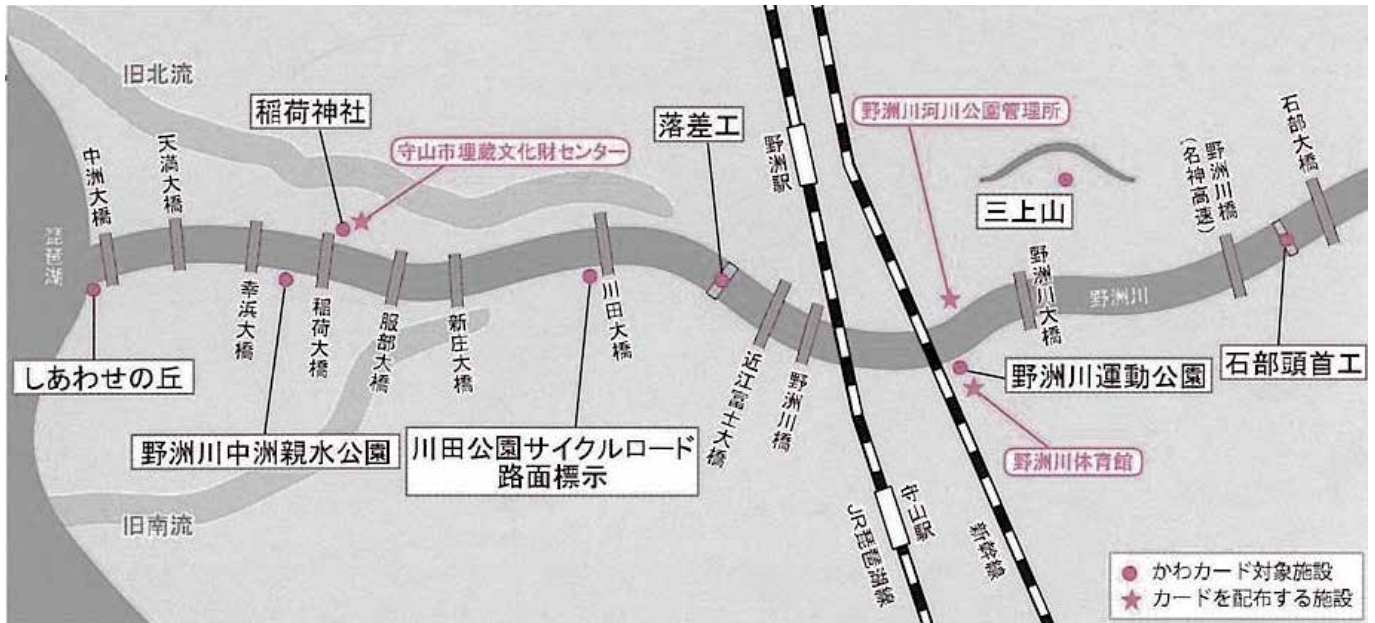 旧北流
稲荷神社
守山市埋蔵文化財センター
落差工
野洲駅
野洲川河川公園管理所
三上山
野洲川橋
(名神高速)
石部大橋
中洲大橋
天満大橋
琵琶湖
幸浜大橋
稲荷大橋
服部大橋
新庄大橋
川田大橋
近江富士大橋
野洲川橋
野洲川大橋
野洲川
しあわせの丘
野洲川中洲親水公園
川田公園サイクルロード
路面標示
野洲川運動公園
石部頭首工
野洲川体育館
旧南流
守山駅
JR琵琶湖線
新幹線
かわカード対象施設
カードを配布する施設